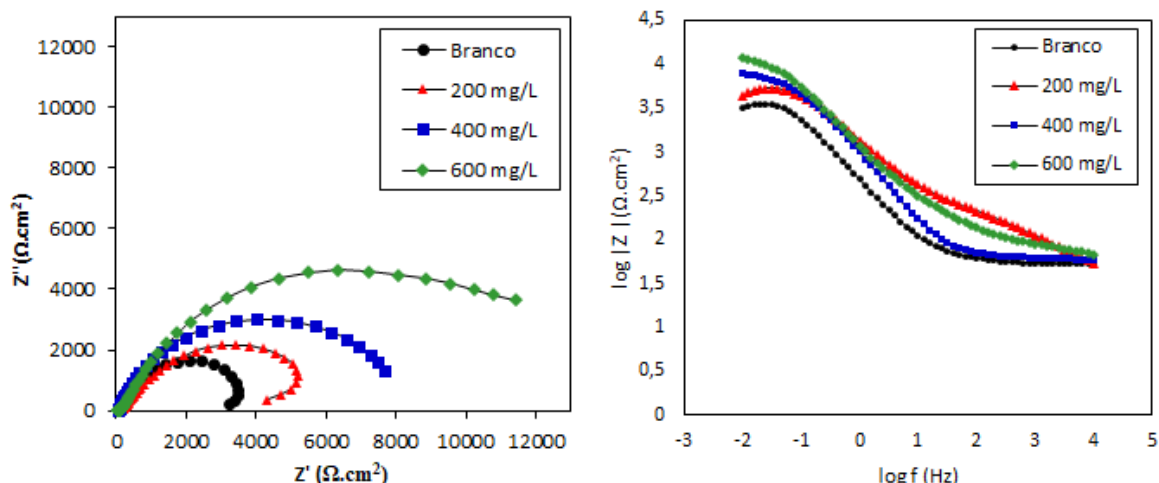 12000
10000
8000
6000
4000
2000
0
Z''(Ω.cm²)
Branco
200 mg/L
400 mg/L
600 mg/L
0 2000 4000 6000 8000 10000 12000
Z' (Ω.cm²)
4,5
4
3,5
3
2,5
2
1,5
1
0,5
0
log |Z | (Ω.cm²)
Branco
200 mg/L
400 mg/L
600 mg/L
-3 -2 -1 0 1 2 3 4 5
log f (Hz)